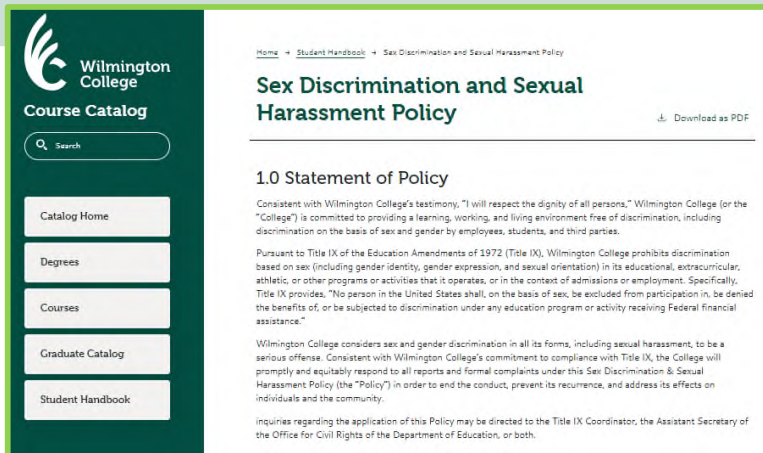 Wilmington
College
Course Catalog
Search
Catalog Home
Degrees
Courses
Graduate Catalog
Student Handbook
Home → Student Handbook → Sex Discrimination and Sexual Harassment Policy
Sex Discrimination and Sexual
Harassment Policy
Download as PDF
1.0 Statement of Policy
Consistent with Wilmington College's testimony, "I will respect the dignity of all persons," Wilmington College (or the
"College") is committed to providing a learning, working, and living environment free of discrimination, including
discrimination on the basis of sex and gender by employees, students, and third parties.
Pursuant to Title IX of the Education Amendments of 1972 (Title IX), Wilmington College prohibits discrimination
based on sex (including gender identity, gender expression, and sexual orientation) in its educational, extracurricular,
athletic, or other programs or activities that it operates, or in the context of admissions or employment. Specifically,
Title IX provides, "No person in the United States shall, on the basis of sex, be excluded from participation in, be denied
the benefits of, or be subjected to discrimination under any education program or activity receiving Federal financial
assistance."
Wilmington College considers sex and gender discrimination in all its forms, including sexual harassment, to be a
serious offense. Consistent with Wilmington College's commitment to compliance with Title IX, the College will
promptly and equitably respond to all reports and formal complaints under this Sex Discrimination & Sexual
Harassment Policy (the "Policy") in order to end the conduct, prevent its recurrence, and address its effects on
individuals and the community.
inquiries regarding the application of this Policy may be directed to the Title IX Coordinator, the Assistant Secretary of
the Office for Civil Rights of the Department of Education, or both.